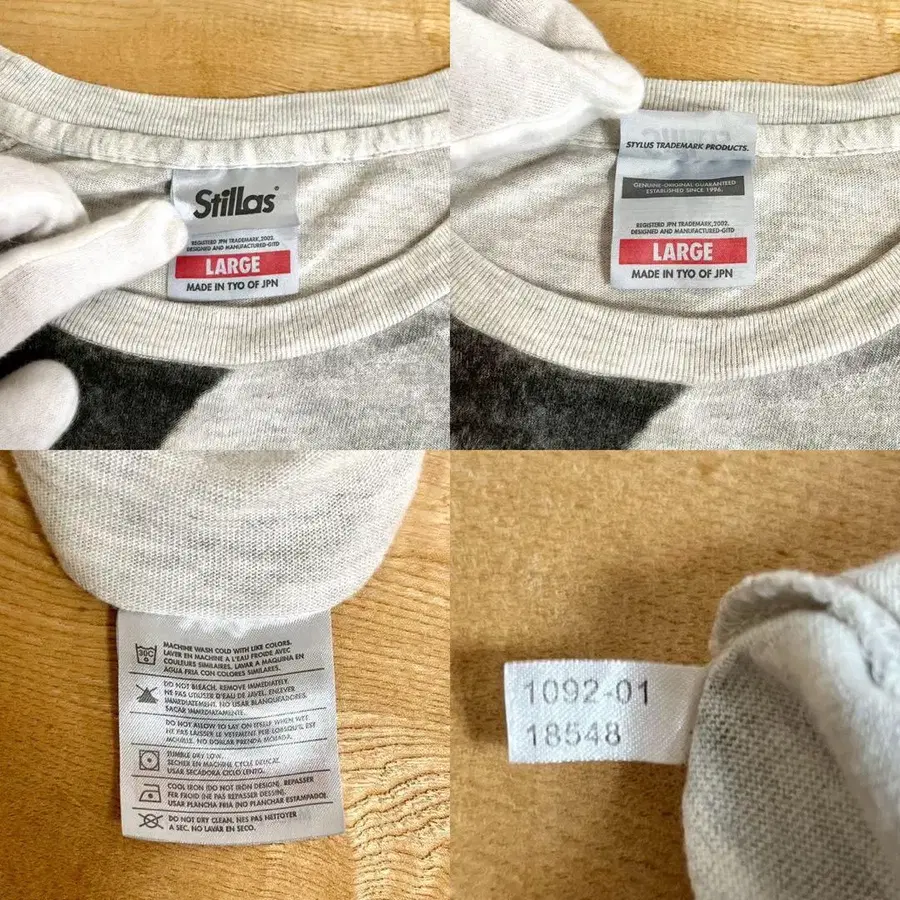 Stillas®
REGISTERD JPN TRADEMARK,2002.
DESIGNED AND MANUFACTURED-GITD
LARGE
MADE IN TYO OF JPN
STYLUS TRADEMARK PRODUCTS.
GENUINE-ORIGINAL GUARANTEED
ESTABLISHED SINCE 1996.
REGISTERD JPN TRADEMARK,2002.
DESIGNED AND MANUFACTURED-GITD
LARGE
MADE IN TYO OF JPN
30C
MACHINE WASH COLD WITH LIKE COLORS.
LAVER EN MACHINE A L'EAU FROIDE AVEC
COULEURS SIMILAIRES. LAVAR A MAQUINA EN
AGUA FRIA CON COLORES SIMILARES.
DO NOT BLEACH. REMOVE IMMEDIATELY.
NE PAS UTILISER D'EAU DE JAVEL. ENLEVER
IMMEDIATEMENT. NO USAR BLANQUEADORES.
SACAR IMMEDIATAMENTE.
DO NOT ALLOW TO LAY ON ITSELF WHEN WET
NE PAS LAISSER LE VETEMENT PER LORSQU'IL EST
MOUILLE. NO DOBLAR PRENDA MOJADA.
TUMBLE DRY LOW.
SECHER EN MACHINE CYCLE DELICAT.
USAR SECADORA CICLO LENTO.
COOL IRON (DO NOT IRON DESIGN). REPASSER
FER FROID (NE PAS REPASSER DESSIN).
USAR PLANCHA FRIA (NO PLANCHAR ESTAMPADO).
DO NOT DRY CLEAN. NES PAS NETTOYER
A SEC. NO LAVAR EN SECO.
1092-01
18548